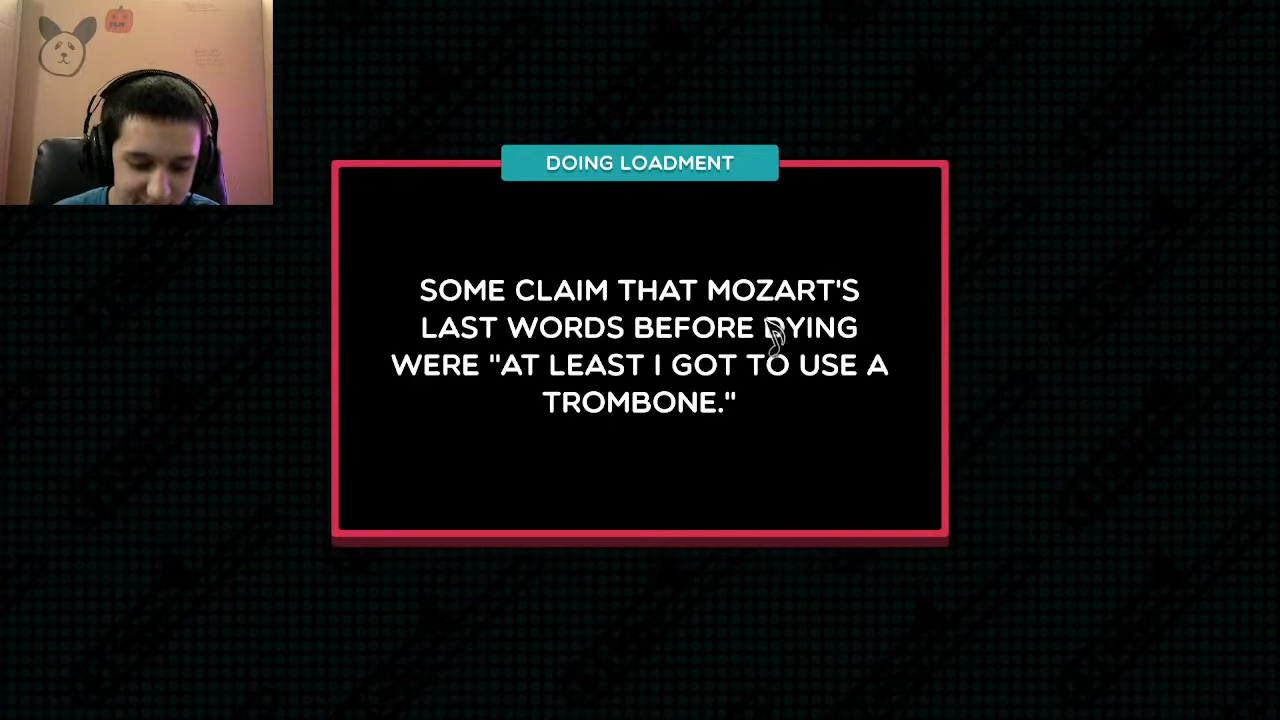 DOING LOADMENT
SOME CLAIM THAT MOZART'S
LAST WORDS BEFORE DYING
WERE "AT LEAST I GOT TO USE A
TROMBONE."